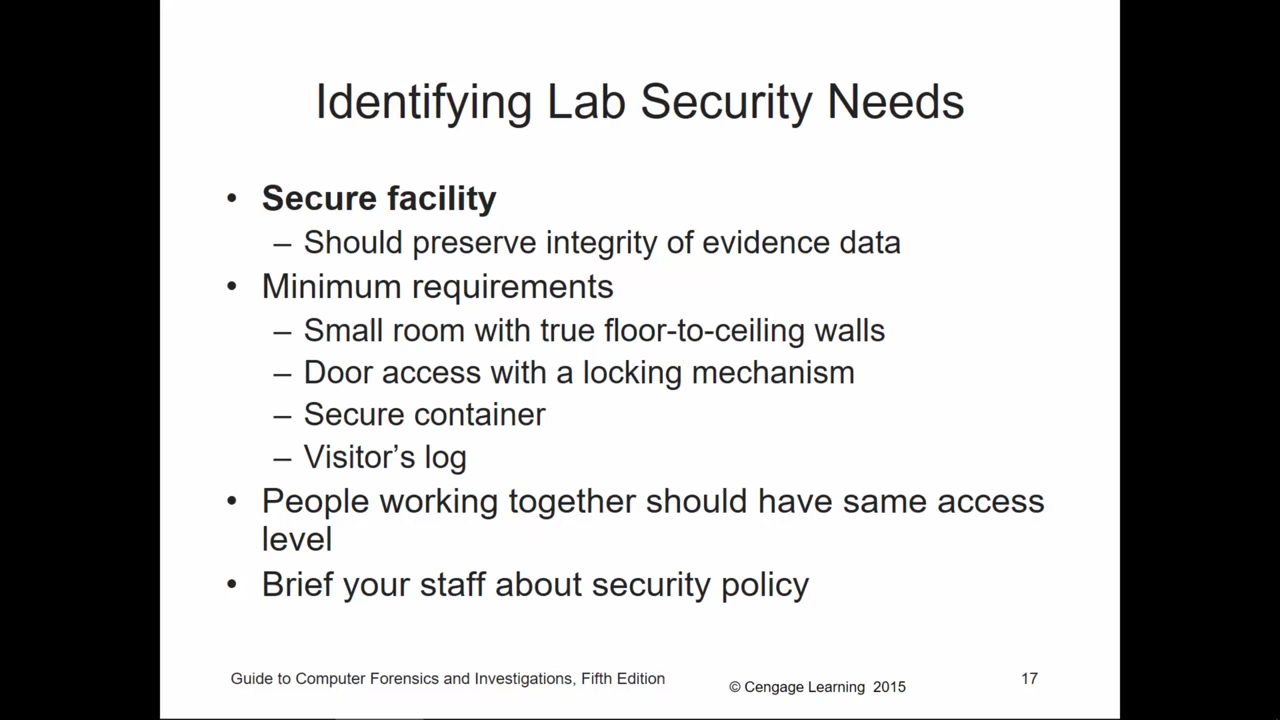 Identifying Lab Security Needs
• Secure facility
– Should preserve integrity of evidence data
• Minimum requirements
– Small room with true floor-to-ceiling walls
– Door access with a locking mechanism
– Secure container
– Visitor’s log
• People working together should have same access
level
• Brief your staff about security policy
Guide to Computer Forensics and Investigations, Fifth Edition
© Cengage Learning 2015
17